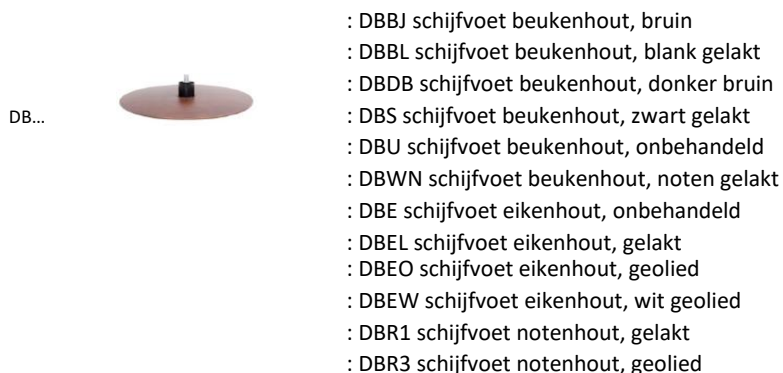 : DBBJ schijfvoet beukenhout, bruin
: DBBL schijfvoet beukenhout, blank gelakt
: DBDB schijfvoet beukenhout, donker bruin
DB...
: DBS schijfvoet beukenhout, zwart gelakt
: DBU schijfvoet beukenhout, onbehandeld
: DBWN schijfvoet beukenhout, noten gelakt
: DBE schijfvoet eikenhout, onbehandeld
: DBEL schijfvoet eikenhout, gelakt
: DBEO schijfvoet eikenhout, geolied
: DBEW schijfvoet eikenhout, wit geolied
: DBR1 schijfvoet notenhout, gelakt
: DBR3 schijfvoet notenhout, geolied